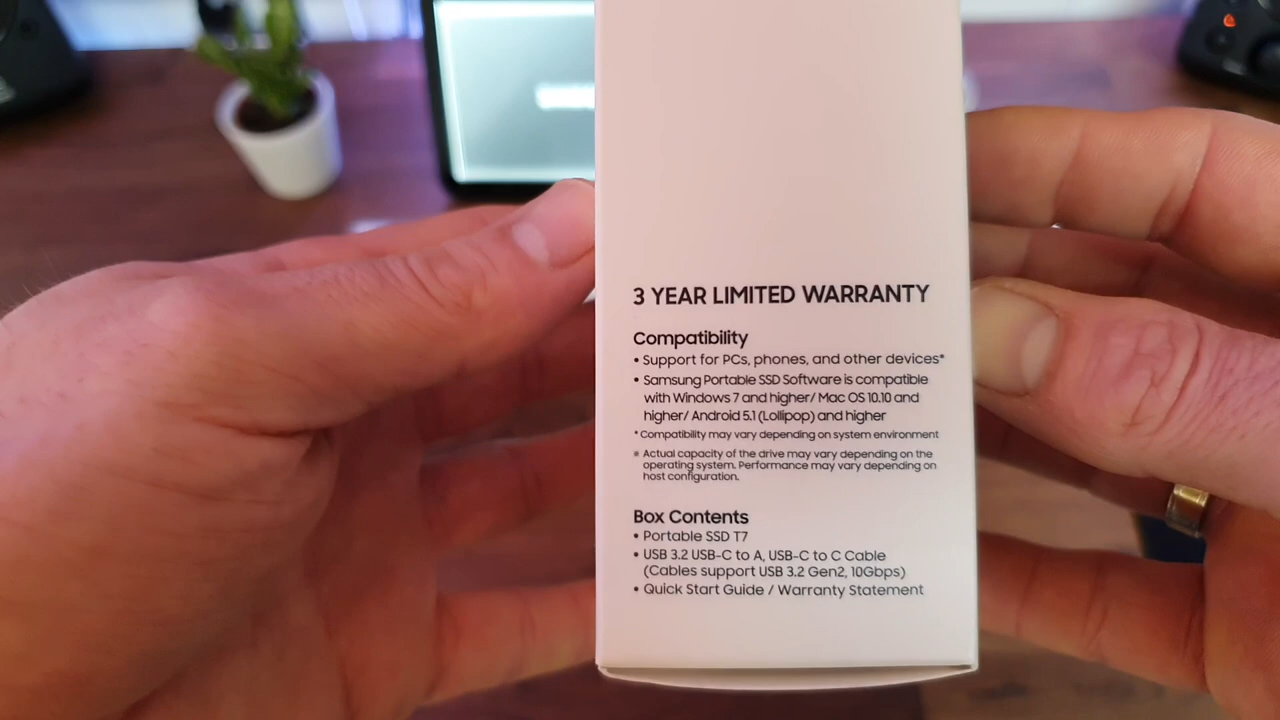 3 YEAR LIMITED WARRANTY
Compatibility
• Support for PCs, phones, and other devices*
• Samsung Portable SSD Software is compatible
with Windows 7 and higher/ Mac OS 10.10 and
higher/ Android 5.1 (Lollipop) and higher
* Compatibility may vary depending on system environment
※ Actual capacity of the drive may vary depending on the
operating system. Performance may vary depending on
host configuration.
Box Contents
• Portable SSD T7
• USB 3.2 USB-C to A, USB-C to C Cable
(Cables support USB 3.2 Gen2, 10Gbps)
• Quick Start Guide / Warranty Statement